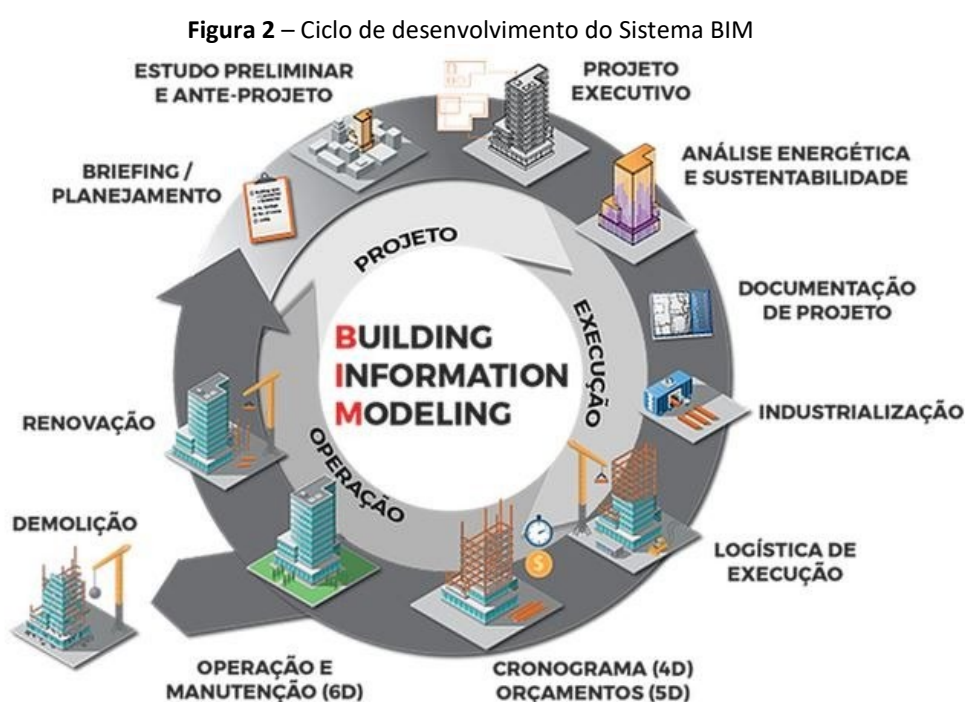 Figura 2 – Ciclo de desenvolvimento do Sistema BIM
ESTUDO PRELIMINAR
E ANTE-PROJETO
PROJETO
EXECUTIVO
BRIEFING /
PLANEJAMENTO
ANÁLISE ENERGÉTICA
E SUSTENTABILIDADE
PROJETO
DOCUMENTAÇÃO
DE PROJETO
EXECUÇÃO
BUILDING
INFORMATION
MODELING
RENOVAÇÃO
INDUSTRIALIZAÇÃO
OPERAÇÃO
DEMOLIÇÃO
$
LOGÍSTICA DE
EXECUÇÃO
OPERAÇÃO E
MANUTENÇÃO (6D)
CRONOGRAMA (4D)
ORÇAMENTOS (5D)